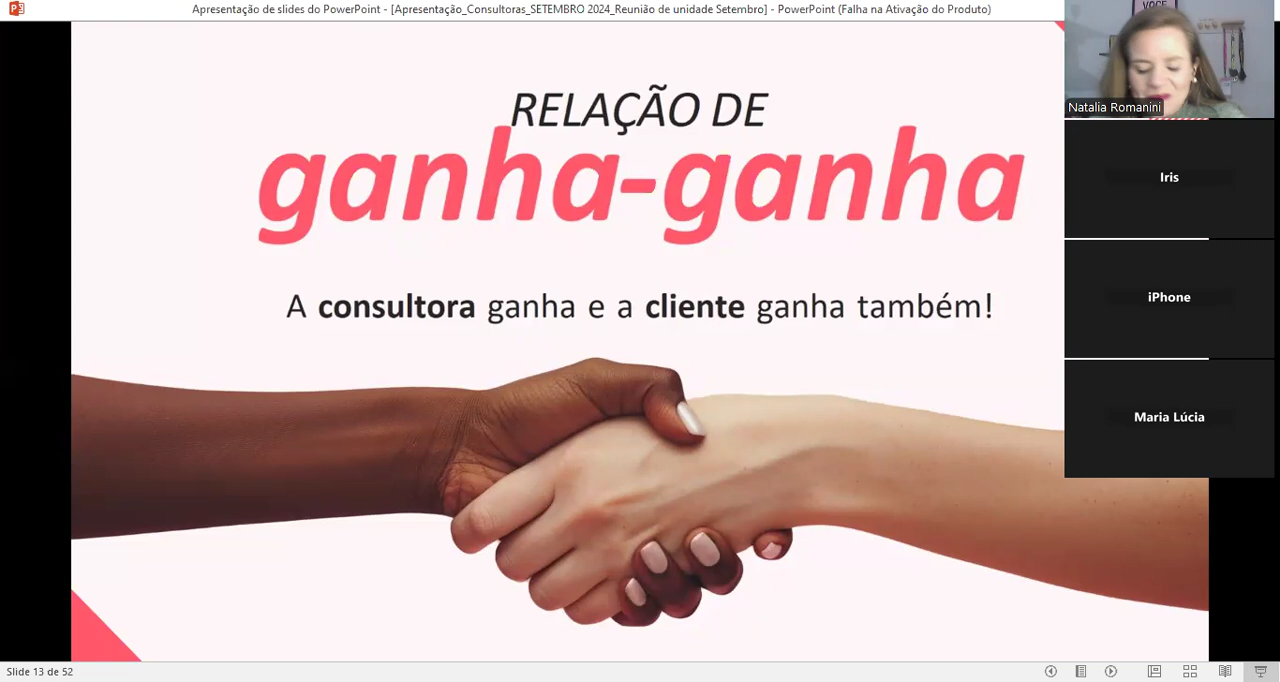 Apresentação de slides do PowerPoint - [Apresentação_Consultoras_SETEMBRO 2024_Reunião de unidade Setembro] - PowerPoint (Falha na Ativação do Produto)
RELAÇÃO DE
ganha-ganha
A consultora ganha e a cliente ganha também!
VOCÊ
Natalia Romanini
Iris
iPhone
Maria Lúcia
Slide 13 de 52